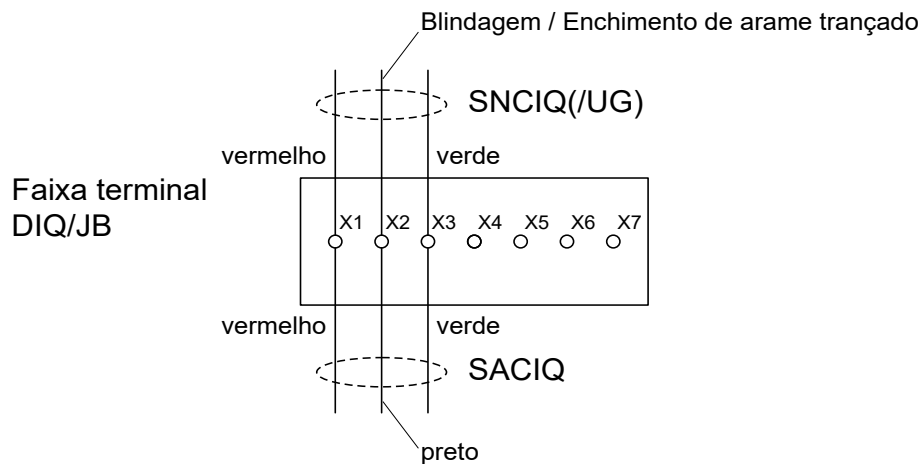 Blindagem / Enchimento de arame trançado
SNCIQ(/UG)
vermelho
verde
Faixa terminal
DIQ/JB
X1 X2 X3 X4 X5 X6 X7
vermelho
verde
SACIQ
preto